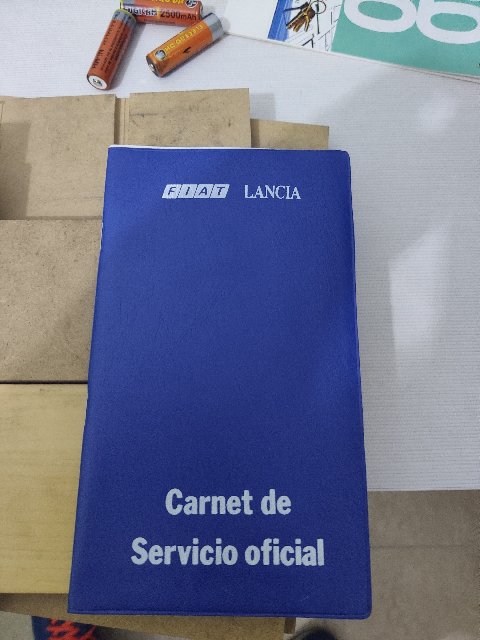 2500mAh
FIAT LANCIA
Carnet de
Servicio oficial